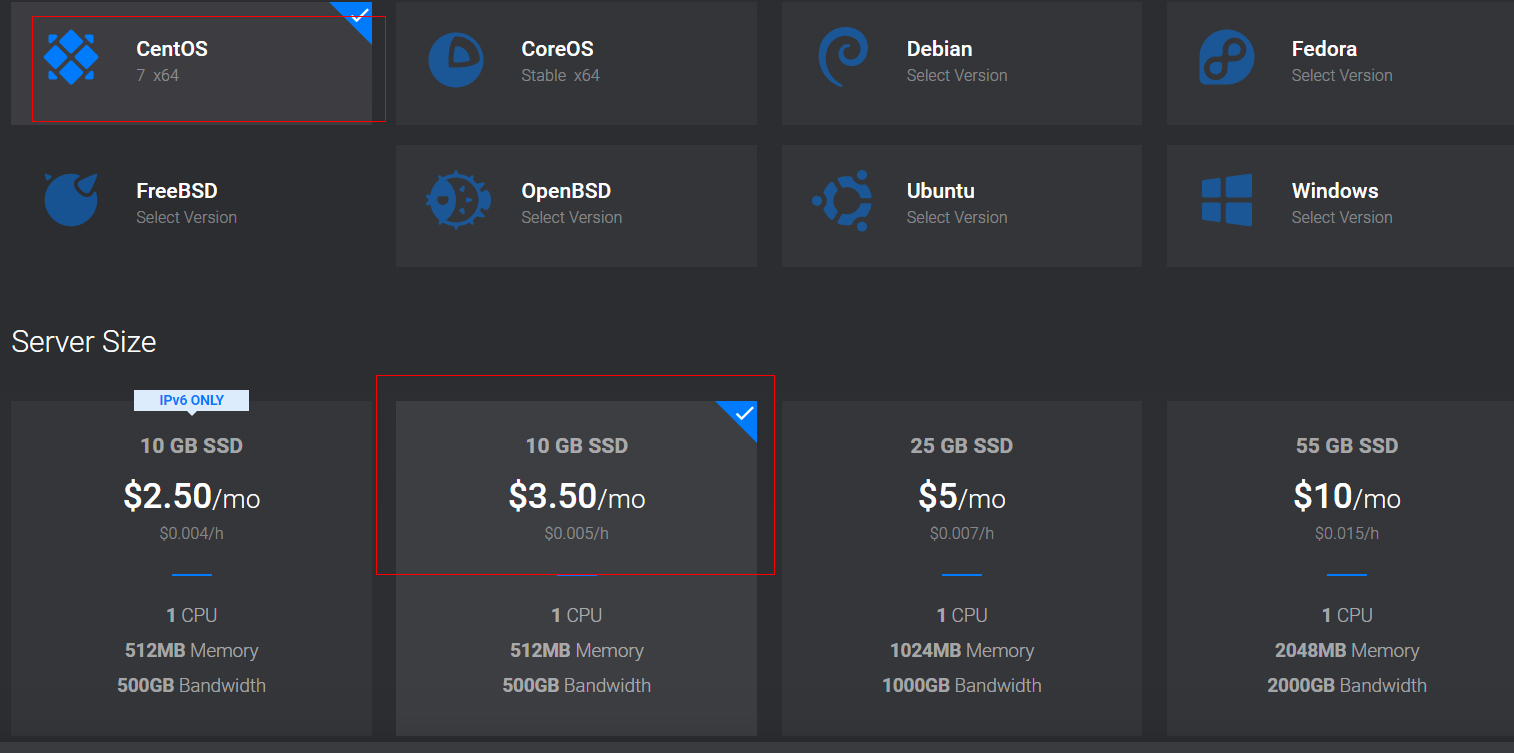 CentOS
7 x64
CoreOS
Stable x64
Debian
Select Version
Fedora
Select Version
FreeBSD
Select Version
OpenBSD
Select Version
Ubuntu
Select Version
Windows
Select Version
Server Size
IPv6 ONLY
10 GB SSD
$2.50/mo
$0.004/h
1 CPU
512MB Memory
500GB Bandwidth
10 GB SSD
$3.50/mo
$0.005/h
1 CPU
512MB Memory
500GB Bandwidth
25 GB SSD
$5/mo
$0.007/h
1 CPU
1024MB Memory
1000GB Bandwidth
55 GB SSD
$10/mo
$0.015/h
1 CPU
2048MB Memory
2000GB Bandwidth